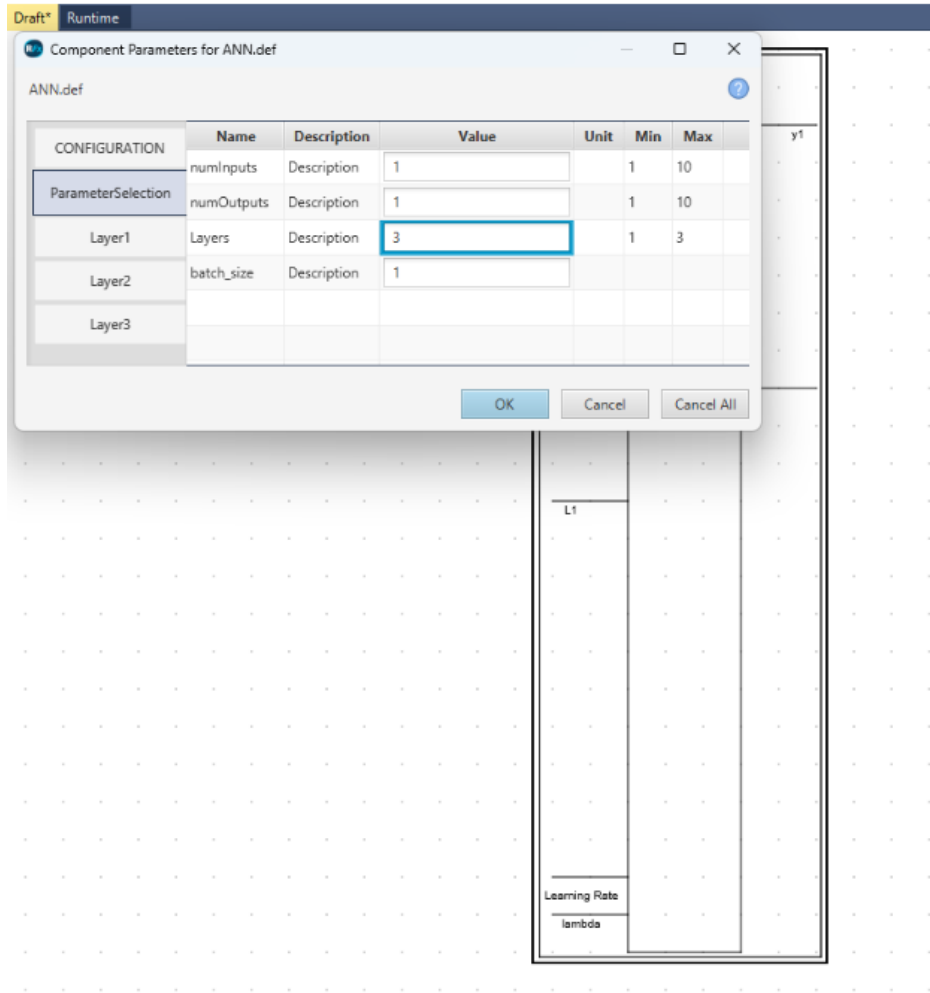 Draft* Runtime
R/ Component Parameters for ANN.def
ANN.def
?
CONFIGURATION
ParameterSelection
Layer1
Layer2
Layer3
Name Description Value Unit Min Max
numInputs Description 1 1 10
numOutputs Description 1 1 10
Layers Description 3 1 3
batch_size Description 1
OK Cancel Cancel All
y1
L1
Learning Rate
lambda